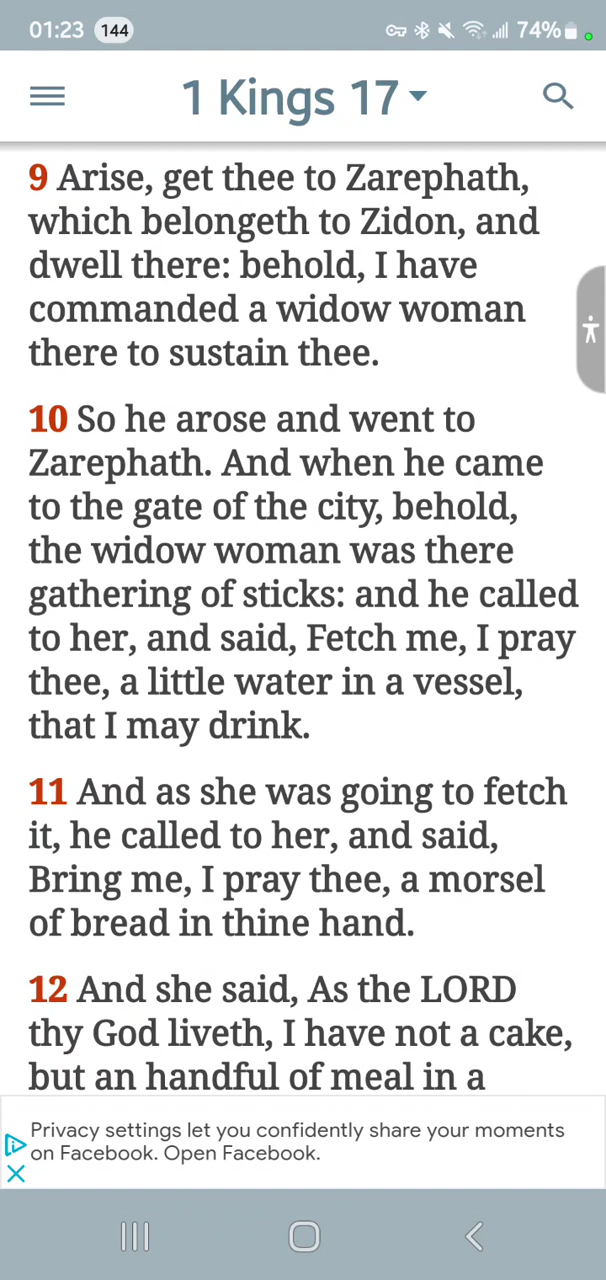 01:23 144 74%
1 Kings 17
9 Arise, get thee to Zarephath,
which belongeth to Zidon, and
dwell there: behold, I have
commanded a widow woman
there to sustain thee.
10 So he arose and went to
Zarephath. And when he came
to the gate of the city, behold,
the widow woman was there
gathering of sticks: and he called
to her, and said, Fetch me, I pray
thee, a little water in a vessel,
that I may drink.
11 And as she was going to fetch
it, he called to her, and said,
Bring me, I pray thee, a morsel
of bread in thine hand.
12 And she said, As the LORD
thy God liveth, I have not a cake,
but an handful of meal in a
Privacy settings let you confidently share your moments
on Facebook. Open Facebook.